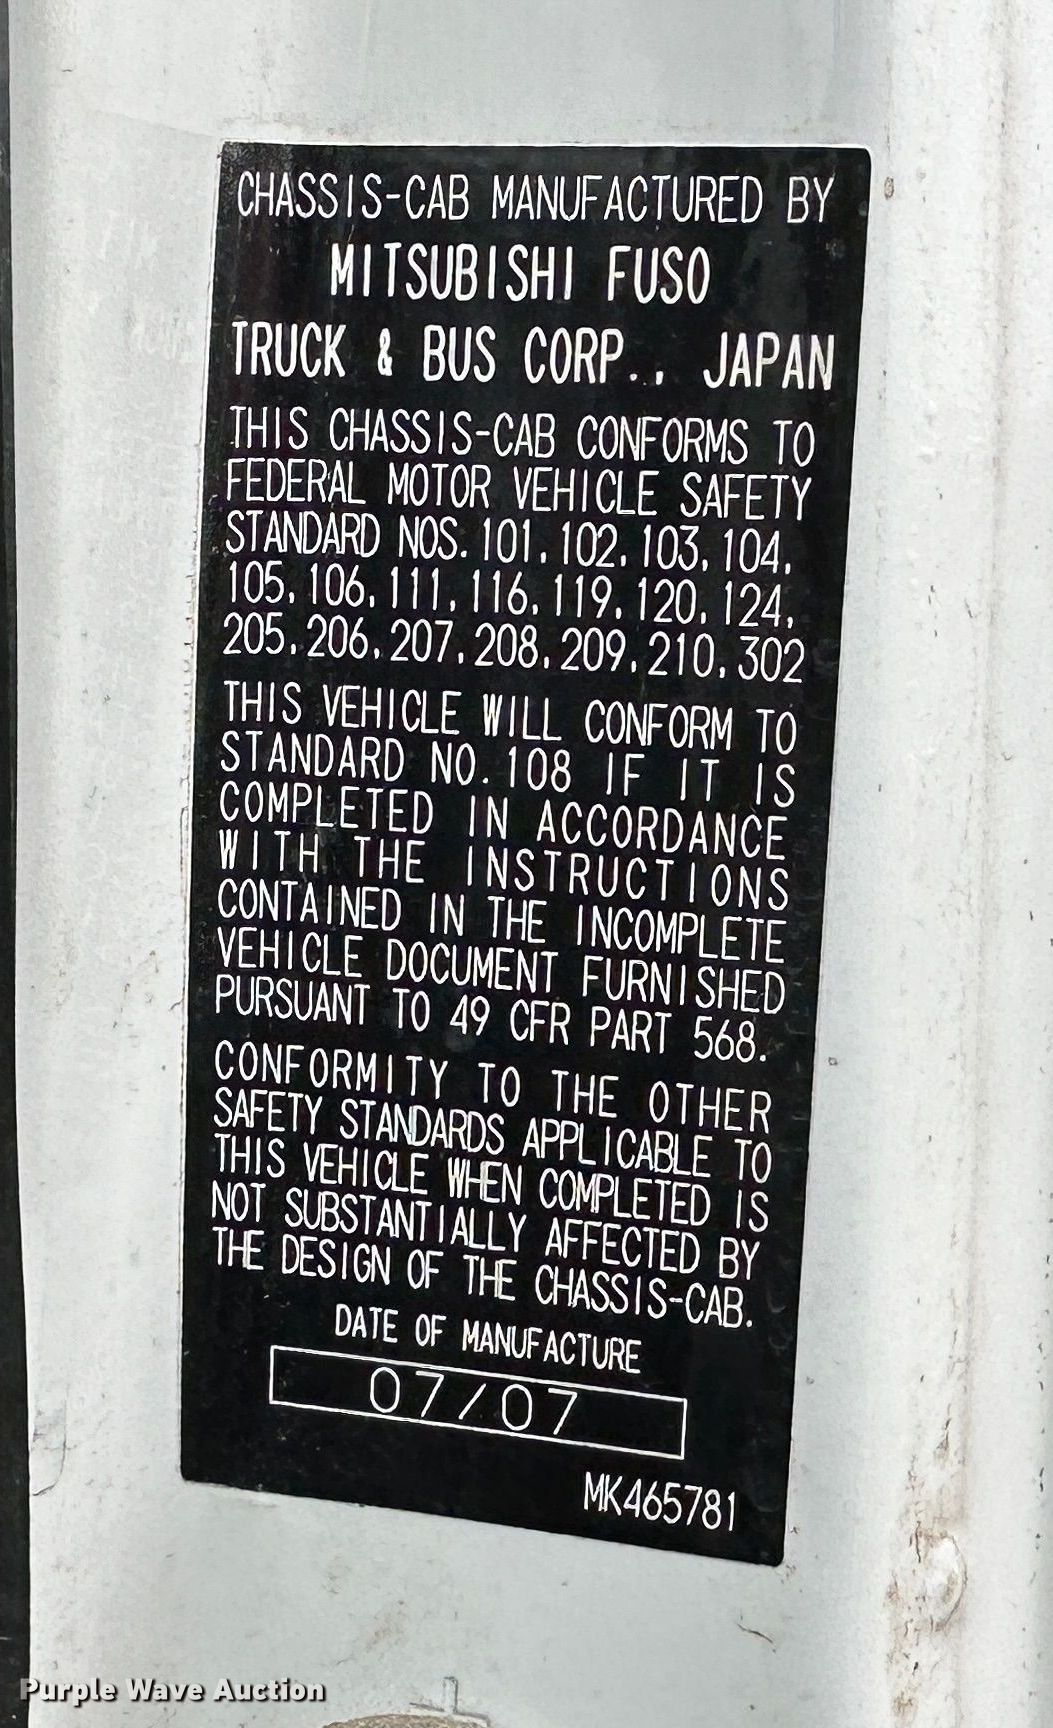 CHASSIS-CAB MANUFACTURED BY
MITSUBISHI FUSO
TRUCK & BUS CORP., JAPAN
THIS CHASSIS-CAB CONFORMS TO
FEDERAL MOTOR VEHICLE SAFETY
STANDARD NOS. 101, 102, 103, 104,
105, 106, 111, 116, 119, 120, 124,
205, 206, 207, 208, 209, 210, 302
THIS VEHICLE WILL CONFORM TO
STANDARD NO. 108 IF IT IS
COMPLETED IN ACCORDANCE
WITH THE INSTRUCTIONS
CONTAINED IN THE INCOMPLETE
VEHICLE DOCUMENT FURNISHED
PURSUANT TO 49 CFR PART 568.
CONFORMITY TO THE OTHER
SAFETY STANDARDS APPLICABLE TO
THIS VEHICLE WHEN COMPLETED IS
NOT SUBSTANTIALLY AFFECTED BY
THE DESIGN OF THE CHASSIS-CAB.
DATE OF MANUFACTURE
07/07
MK465781
Purple Wave Auction